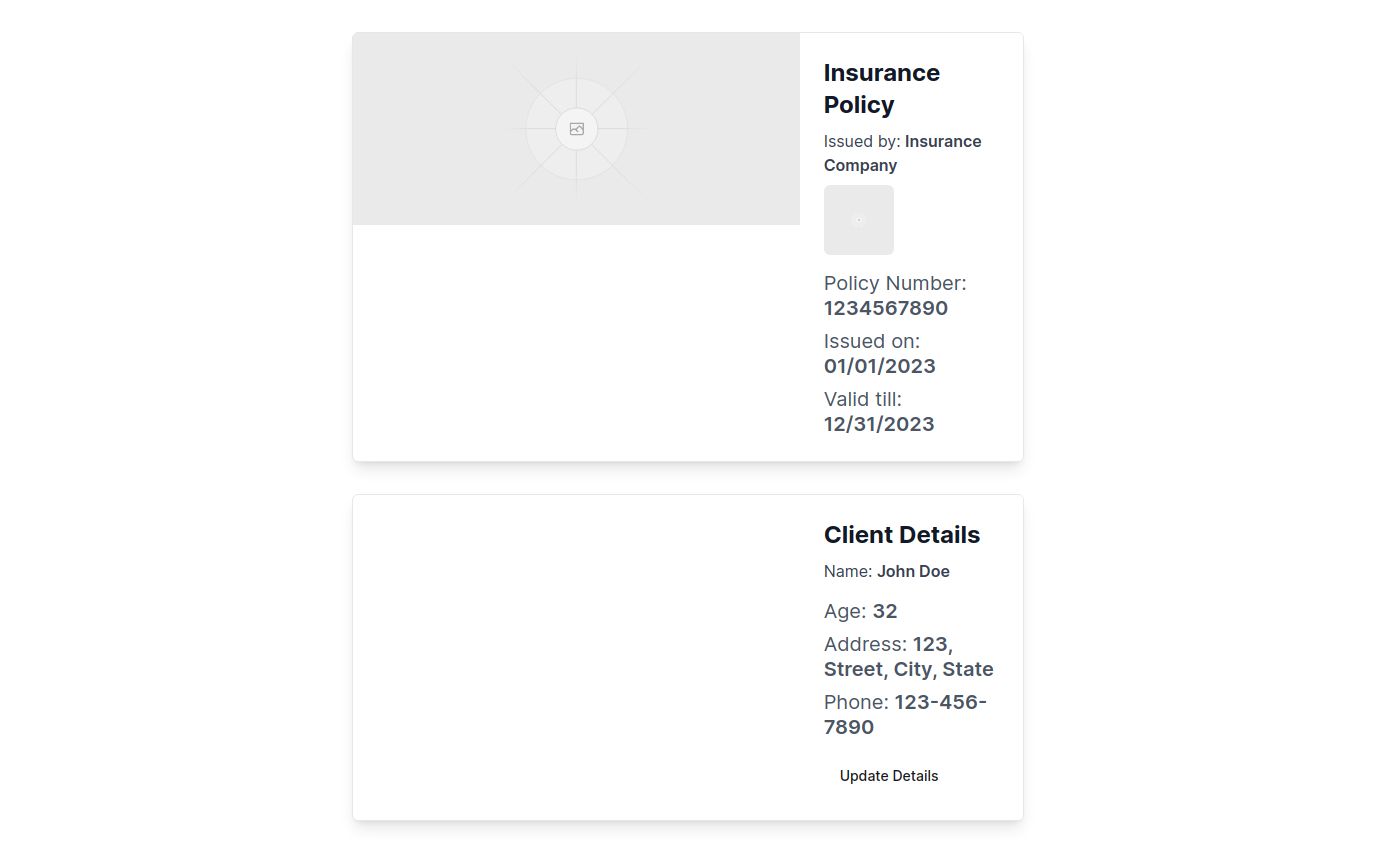 Insurance
Policy
Issued by: Insurance
Company
Policy Number:
1234567890
Issued on:
01/01/2023
Valid till:
12/31/2023
Client Details
Name: John Doe
Age: 32
Address: 123,
Street, City, State
Phone: 123-456-
7890
Update Details